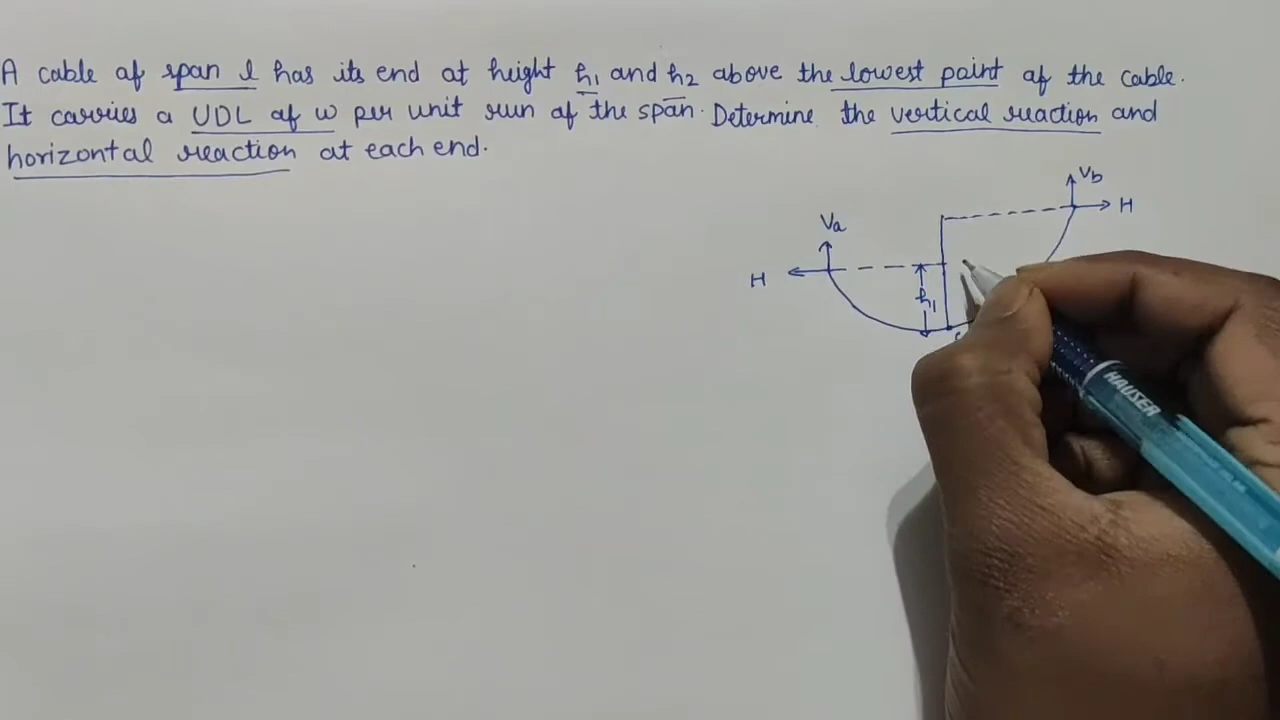 A cable of span l has its end at height h1 and h2 above the lowest point of the cable.
It carries a UDL of w per unit run of the span. Determine the vertical reaction and
horizontal reaction at each end.
Vb
H
Va
H
h1
HAUSER